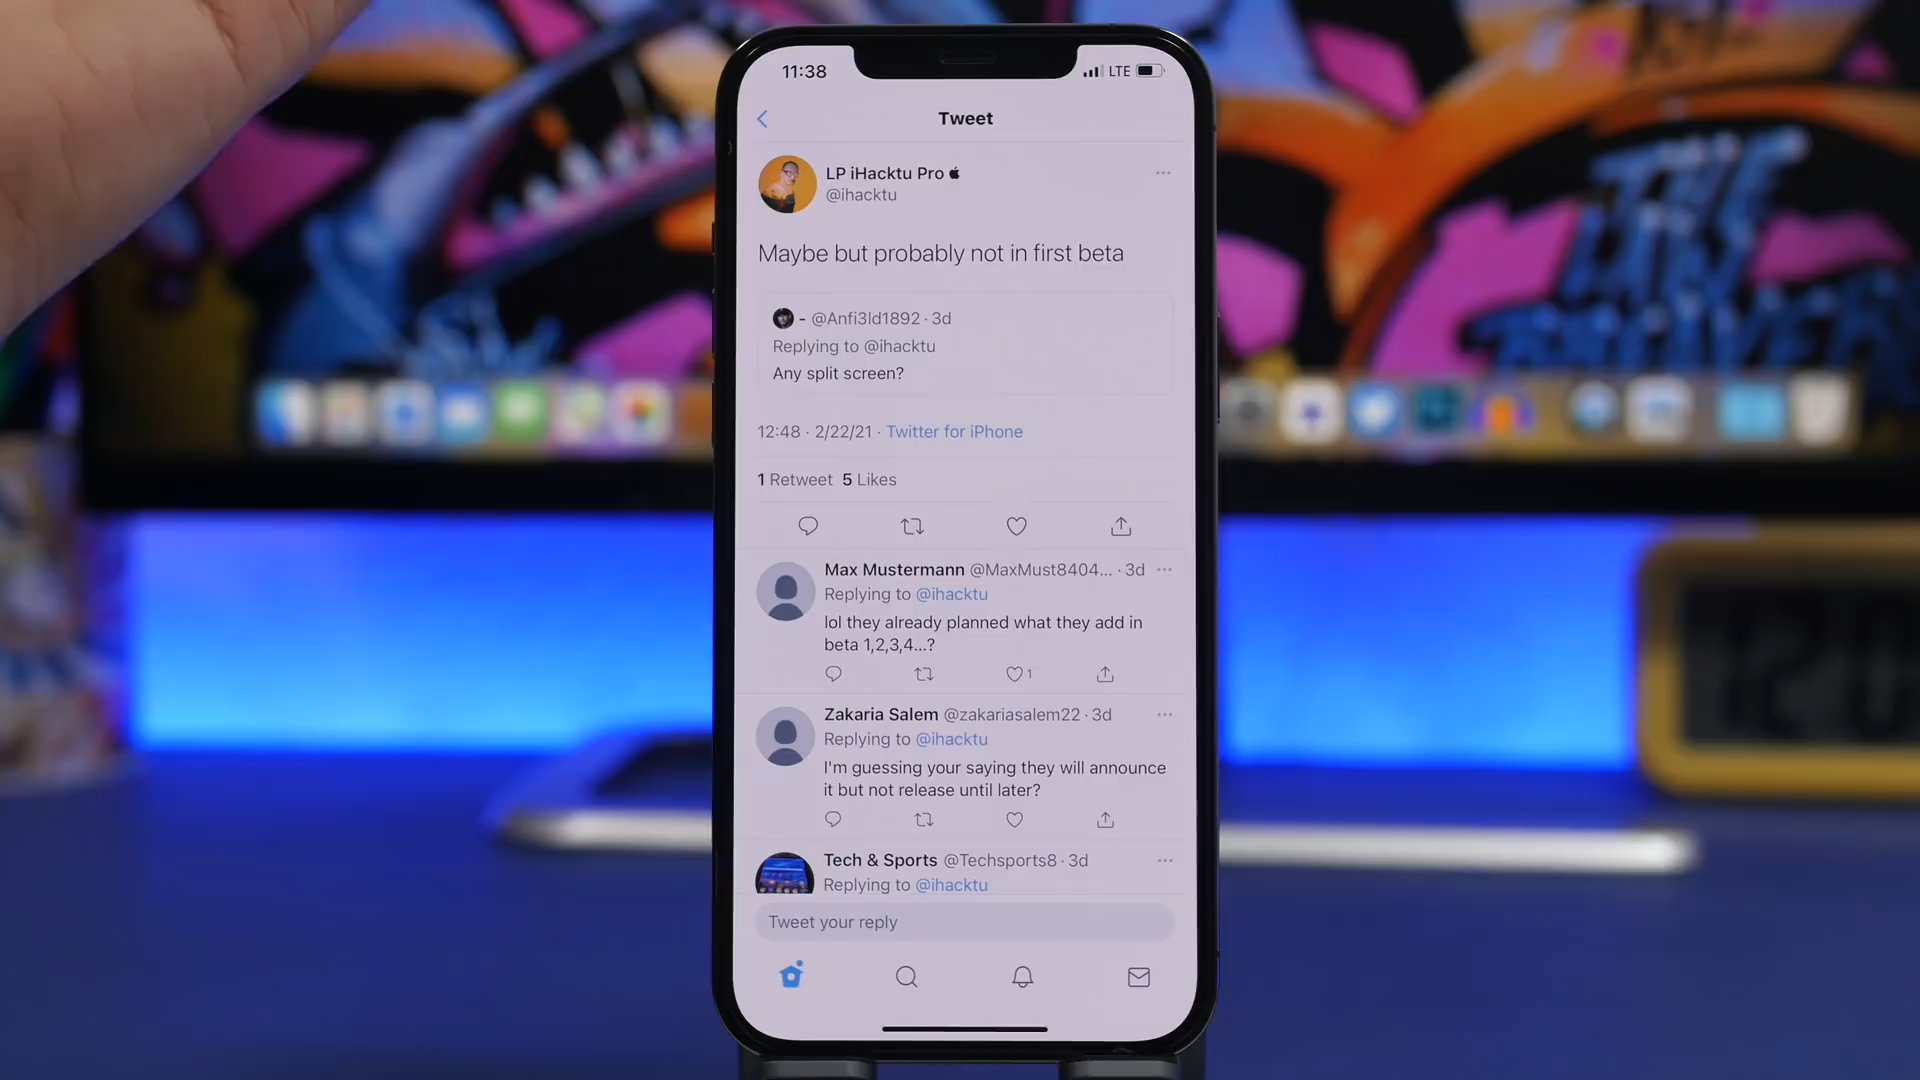 11:38
LTE
Tweet
LP iHacktu Pro
@ihacktu
Maybe but probably not in first beta
- @Anfi3ld1892 · 3d
Replying to @ihacktu
Any split screen?
12:48 · 2/22/21 · Twitter for iPhone
1 Retweet 5 Likes
Max Mustermann @MaxMust8404... · 3d
Replying to @ihacktu
lol they already planned what they add in
beta 1,2,3,4...?
1
Zakaria Salem @zakariasalem22 · 3d
Replying to @ihacktu
I'm guessing your saying they will announce
it but not release until later?
Tech & Sports @Techsports8 · 3d
Replying to @ihacktu
Tweet your reply
THE